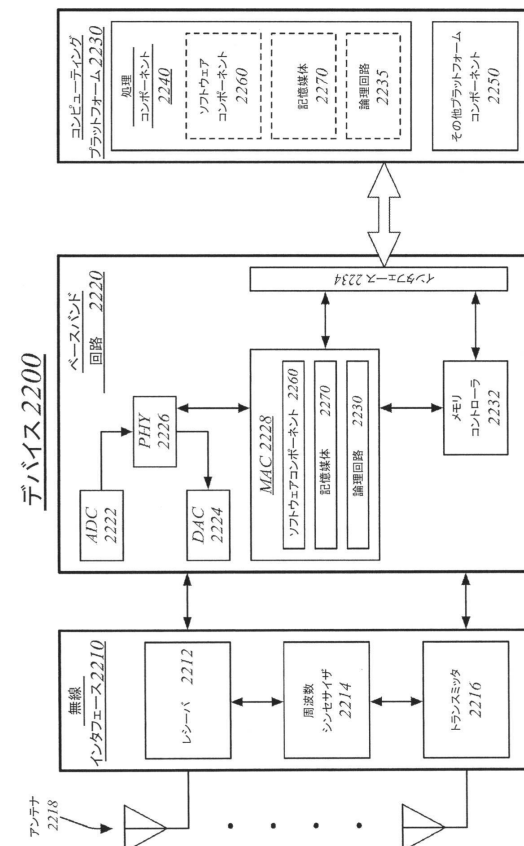 デバイス 2200
アンテナ
2218
無線
インタフェース 2210
レシーバ 2212
周波数
シンセサイザ
2214
トランスミッタ
2216
ベースバンド
回路 2220
ADC
2222
PHY
2226
DAC
2224
MAC 2228
ソフトウェアコンポーネント 2260
記憶媒体 2270
論理回路 2230
メモリ
コントローラ
2232
インタフェース 2234
コンピューティング
プラットフォーム 2230
処理
コンポーネント
2240
ソフトウェア
コンポーネント
2260
記憶媒体
2270
論理回路
2235
その他プラットフォーム
コンポーネント
2250